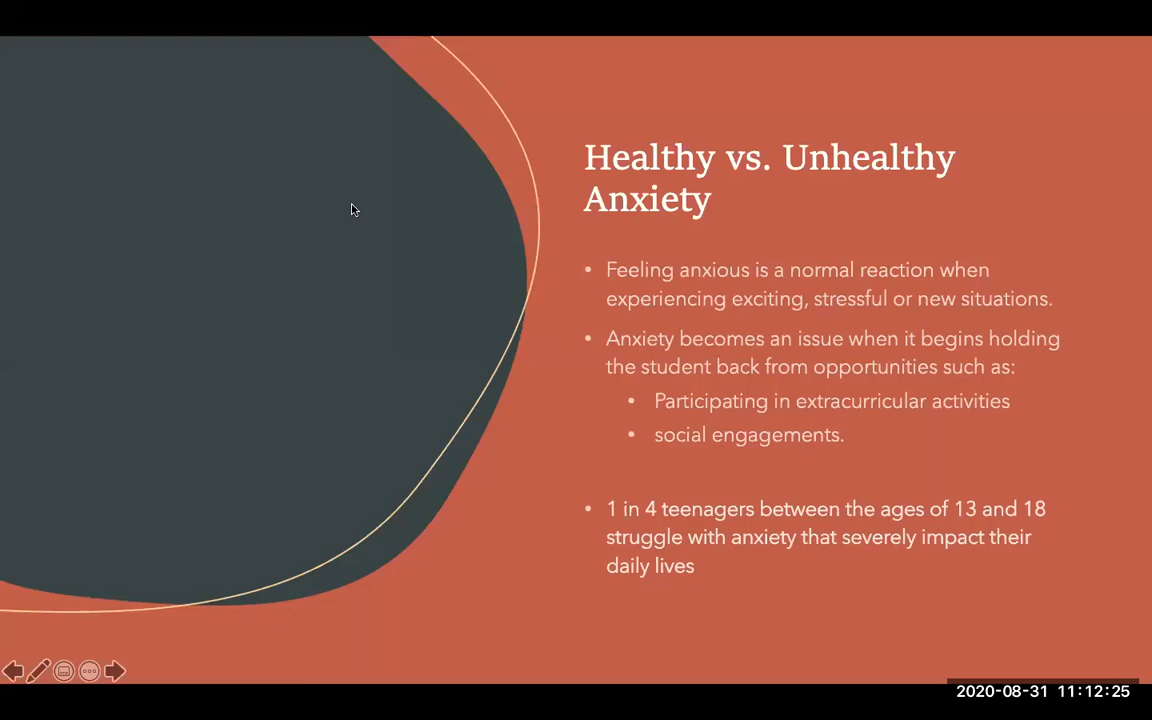 Healthy vs. Unhealthy
Anxiety
• Feeling anxious is a normal reaction when
experiencing exciting, stressful or new situations.
• Anxiety becomes an issue when it begins holding
the student back from opportunities such as:
• Participating in extracurricular activities
• social engagements.
• 1 in 4 teenagers between the ages of 13 and 18
struggle with anxiety that severely impact their
daily lives
2020-08-31 11:12:25